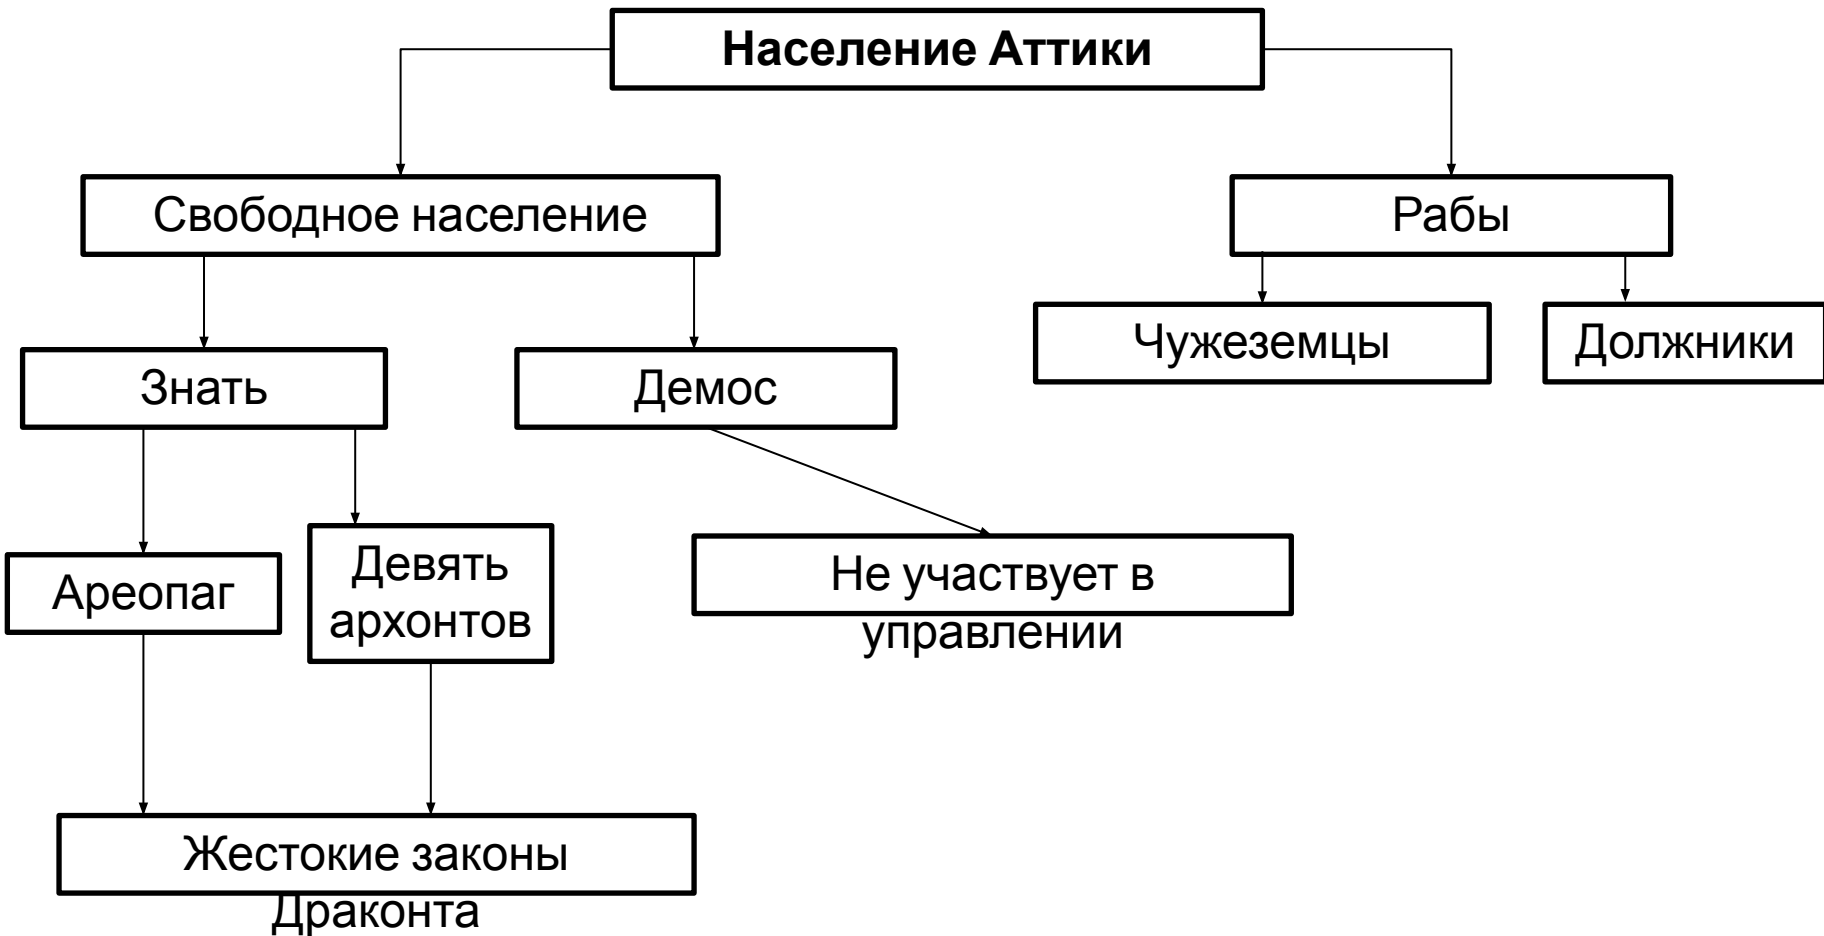 Население Аттики
Свободное население
Рабы
Чужеземцы
Должники
Знать
Демос
Ареопаг
Девять
архонтов
Не участвует в
управлении
Жестокие законы
Драконта